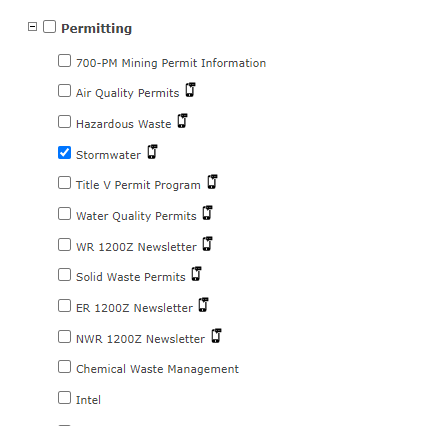 Permitting
700-PM Mining Permit Information
Air Quality Permits
Hazardous Waste
Stormwater
Title V Permit Program
Water Quality Permits
WR 1200Z Newsletter
Solid Waste Permits
ER 1200Z Newsletter
NWR 1200Z Newsletter
Chemical Waste Management
Intel